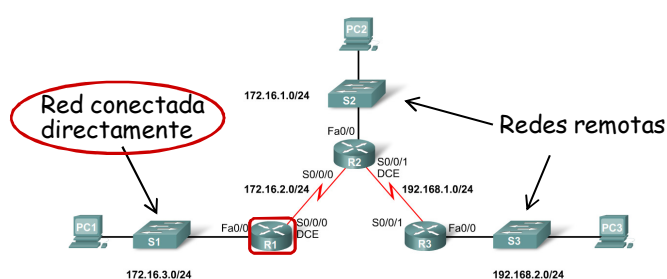 PC2
172.16.1.0/24
S2
Red conectada
directamente
Redes remotas
Fa0/0
R2
S0/0/0
S0/0/1
DCE
172.16.2.0/24
192.168.1.0/24
PC1
S1
Fa0/0
S0/0/0
DCE
R1
S0/0/1
R3
Fa0/0
S3
PC3
172.16.3.0/24
192.168.2.0/24